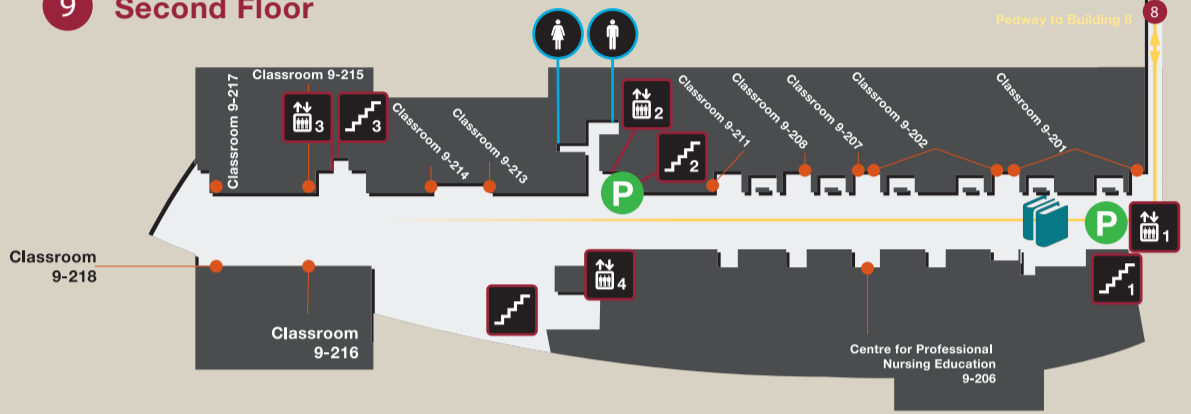 9 Second Floor
Pedway to Building 8
8
Classroom 9-217
Classroom 9-215
3
3
Classroom 9-214
Classroom 9-213
2
2
Classroom 9-211
Classroom 9-208
Classroom 9-207
Classroom 9-202
Classroom 9-201
P
P
1
1
4
Classroom
9-218
Classroom
9-216
Centre for Professional
Nursing Education
9-206